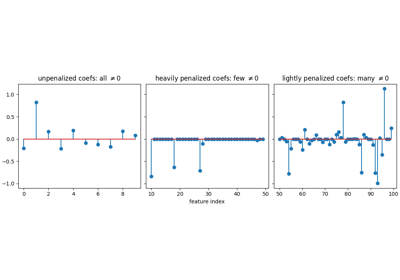 unpenalized coefs: all ≠0
heavily penalized coefs: few ≠0
lightly penalized coefs: many ≠0
1.0
0.5
0.0
−0.5
−1.0
0 2 4 6 8
10 20 30 40 50
50 60 70 80 90 100
feature index